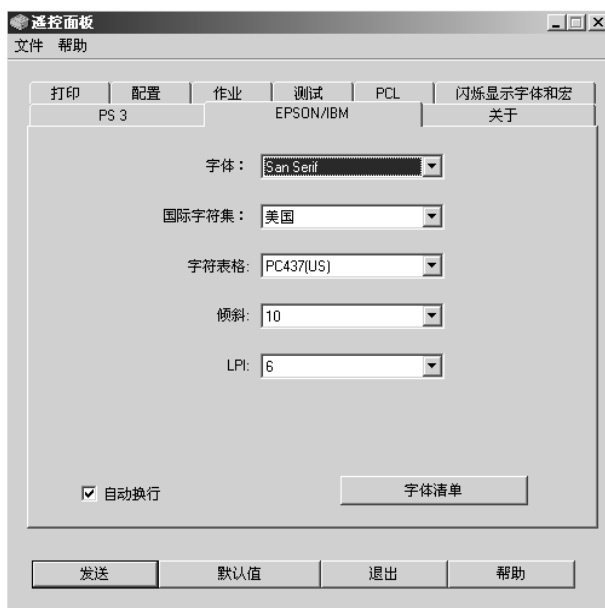 遥控面板
文件 帮助
打印 配置 作业 测试 PCL 闪烁显示字体和宏
PS 3 EPSON/IBM 关于
字体： San Serif
国际字符集： 美国
字符表格: PC437(US)
倾斜: 10
LPI: 6
自动换行 字体清单
发送 默认值 退出 帮助